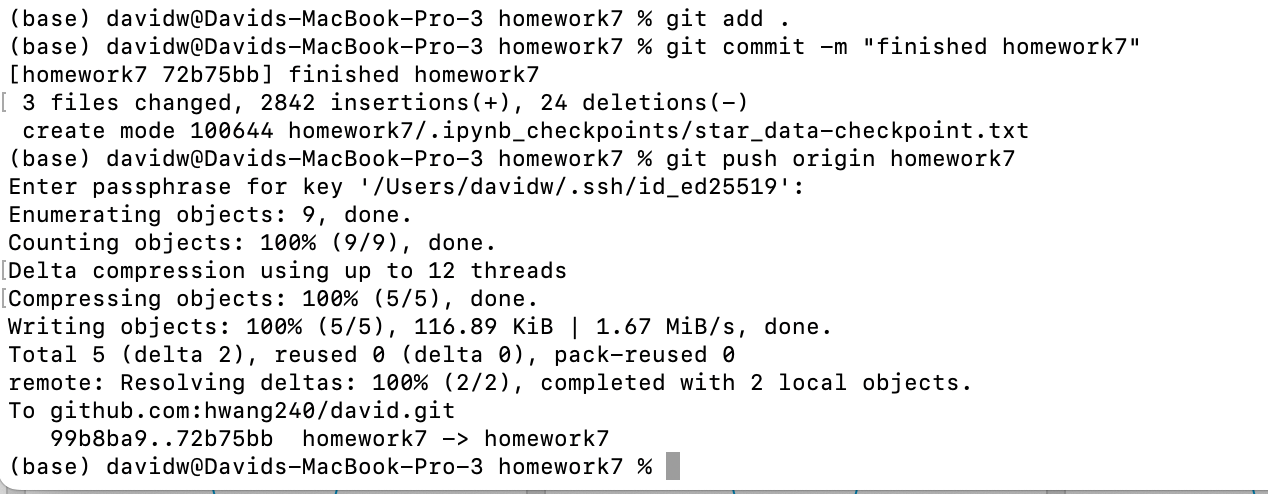 (base) davidw@Davids-MacBook-Pro-3 homework7 % git add .
(base) davidw@Davids-MacBook-Pro-3 homework7 % git commit -m "finished homework7"
[homework7 72b75bb] finished homework7
[ 3 files changed, 2842 insertions(+), 24 deletions(-)
 create mode 100644 homework7/.ipynb_checkpoints/star_data-checkpoint.txt
(base) davidw@Davids-MacBook-Pro-3 homework7 % git push origin homework7
Enter passphrase for key '/Users/davidw/.ssh/id_ed25519':
Enumerating objects: 9, done.
Counting objects: 100% (9/9), done.
[Delta compression using up to 12 threads
[Compressing objects: 100% (5/5), done.
Writing objects: 100% (5/5), 116.89 KiB | 1.67 MiB/s, done.
Total 5 (delta 2), reused 0 (delta 0), pack-reused 0
remote: Resolving deltas: 100% (2/2), completed with 2 local objects.
To github.com:hwang240/david.git
   99b8ba9..72b75bb  homework7 -> homework7
(base) davidw@Davids-MacBook-Pro-3 homework7 %